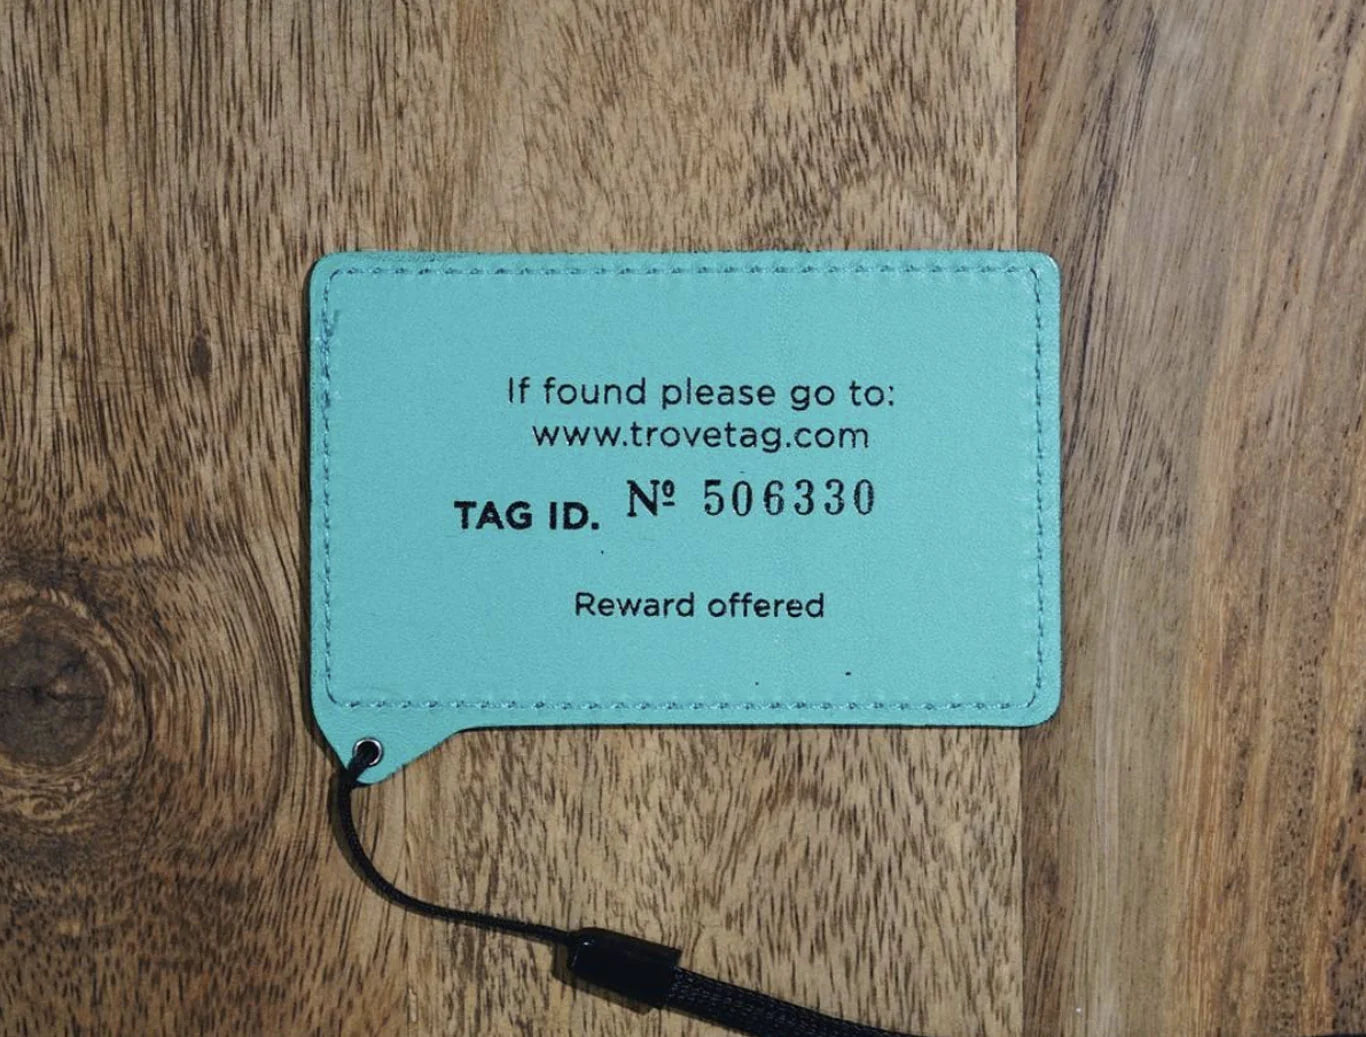 If found please go to:
www.trovetag.com
TAG ID. Nº 506330
Reward offered